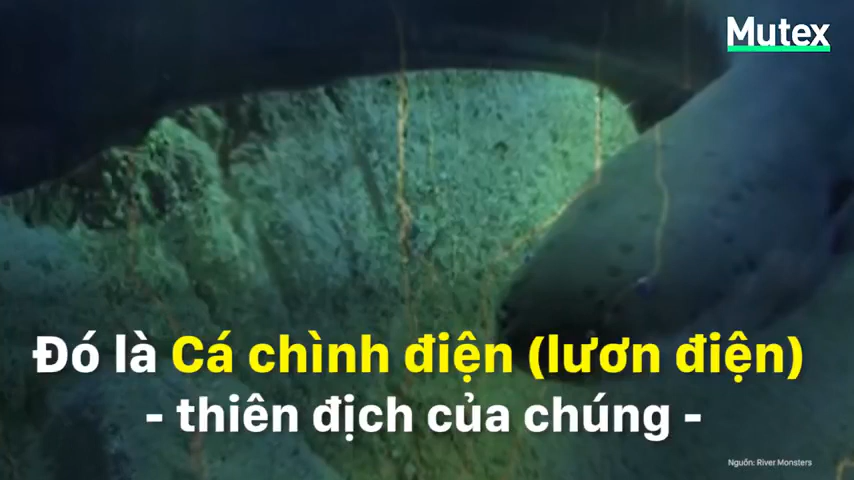 Mutex
Đó là Cá chình điện (lươn điện)
- thiên địch của chúng -
Nguồn: River Monsters